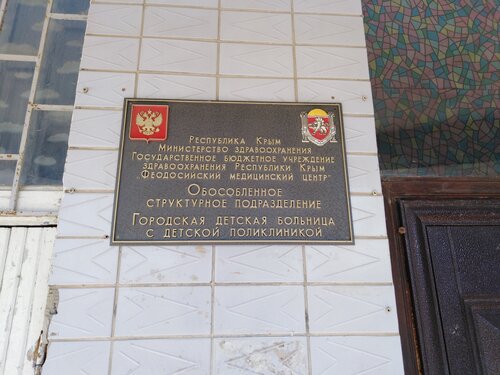 Республика Крым
Министерство здравоохранения
Государственное бюджетное учреждение
здравоохранения Республики Крым
"Феодосийский медицинский центр"
Обособленное
структурное подразделение
Городская детская больница
с детской поликлиникой